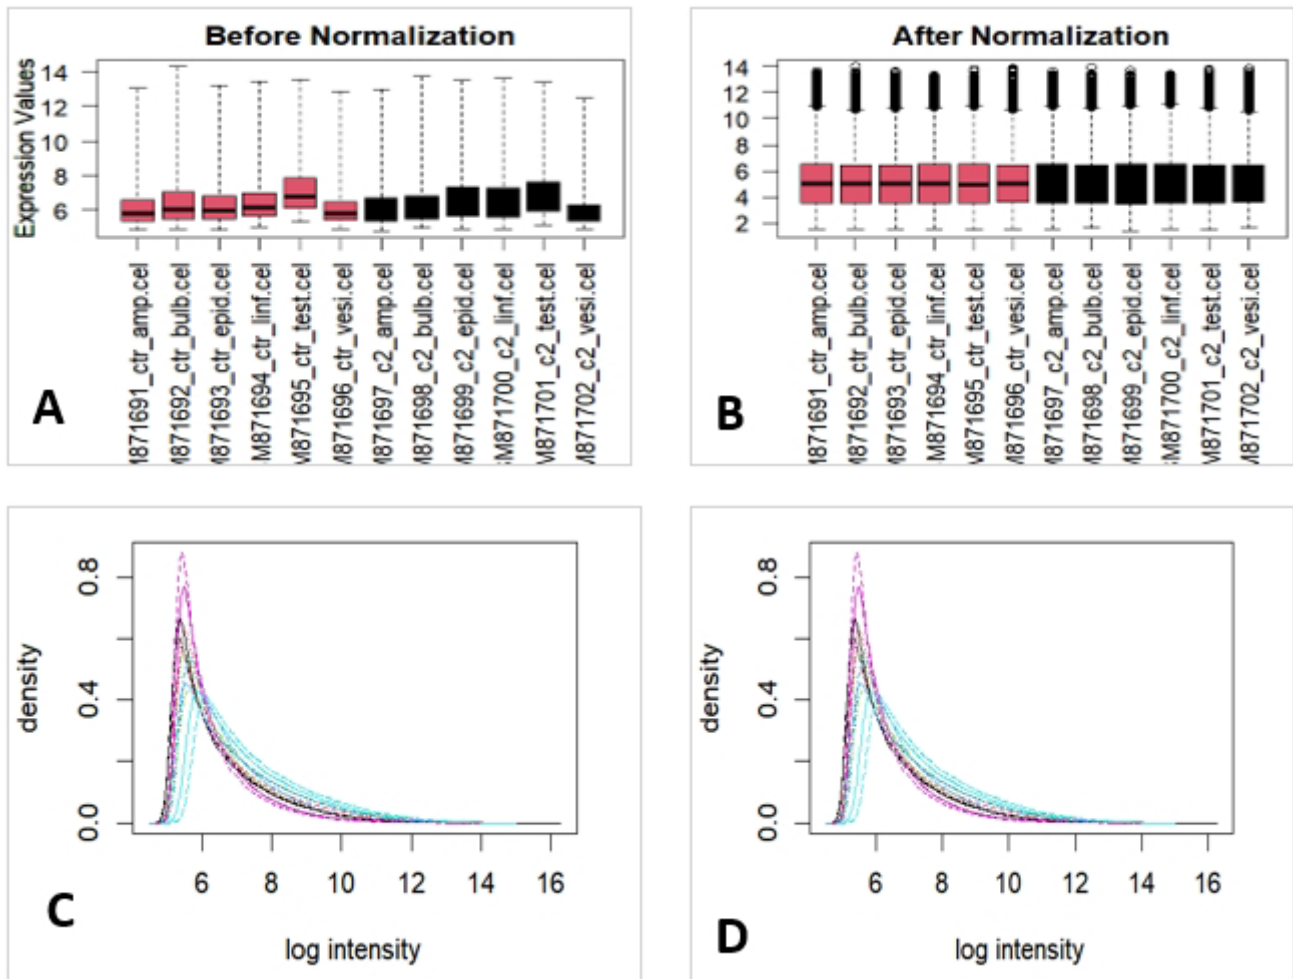 Before Normalization
Expression Values
14
12
10
8
6
M871691_ctr_amp.cel
M871692_ctr_bulb.cel
M871693_ctr_epid.cel
M871694_ctr_linf.cel
M871695_ctr_test.cel
M871696_ctr_vesi.cel
M871697_c2_amp.cel
M871698_c2_bulb.cel
M871699_c2_epid.cel
M871700_c2_linf.cel
M871701_c2_test.cel
M871702_c2_vesi.cel
A
After Normalization
14
12
10
8
6
4
2
M871691_ctr_amp.cel
M871692_ctr_bulb.cel
M871693_ctr_epid.cel
M871694_ctr_linf.cel
M871695_ctr_test.cel
M871696_ctr_vesi.cel
M871697_c2_amp.cel
M871698_c2_bulb.cel
M871699_c2_epid.cel
M871700_c2_linf.cel
M871701_c2_test.cel
M871702_c2_vesi.cel
B
density
0.8
0.4
0.0
6 8 10 12 14 16
log intensity
C
density
0.8
0.4
0.0
6 8 10 12 14 16
log intensity
D